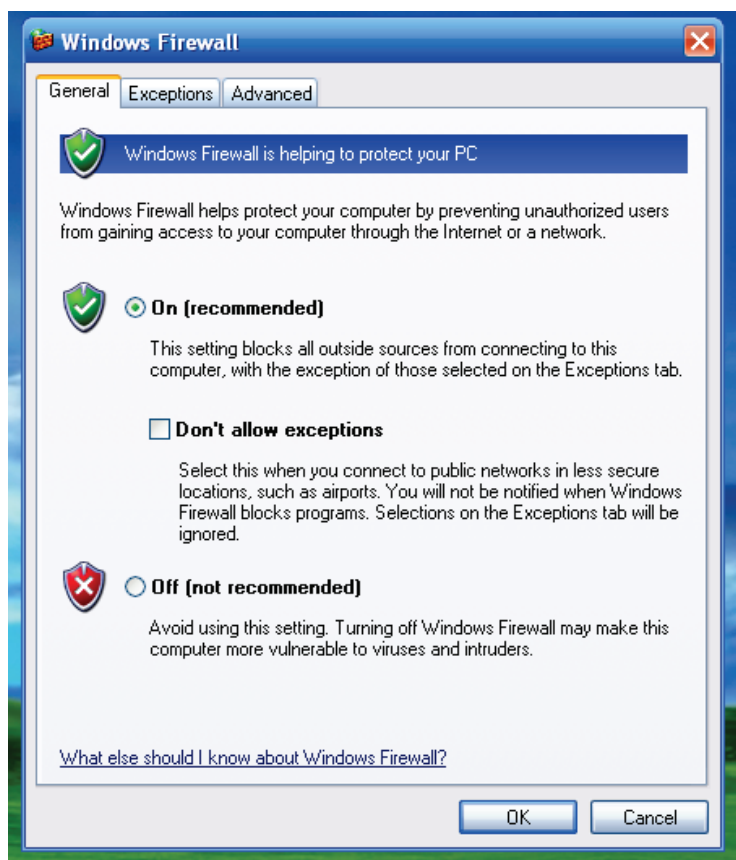 Windows Firewall
General Exceptions Advanced
Windows Firewall is helping to protect your PC
Windows Firewall helps protect your computer by preventing unauthorized users
from gaining access to your computer through the Internet or a network.
On (recommended)
This setting blocks all outside sources from connecting to this
computer, with the exception of those selected on the Exceptions tab.
Don't allow exceptions
Select this when you connect to public networks in less secure
locations, such as airports. You will not be notified when Windows
Firewall blocks programs. Selections on the Exceptions tab will be
ignored.
Off (not recommended)
Avoid using this setting. Turning off Windows Firewall may make this
computer more vulnerable to viruses and intruders.
What else should I know about Windows Firewall?
OK Cancel